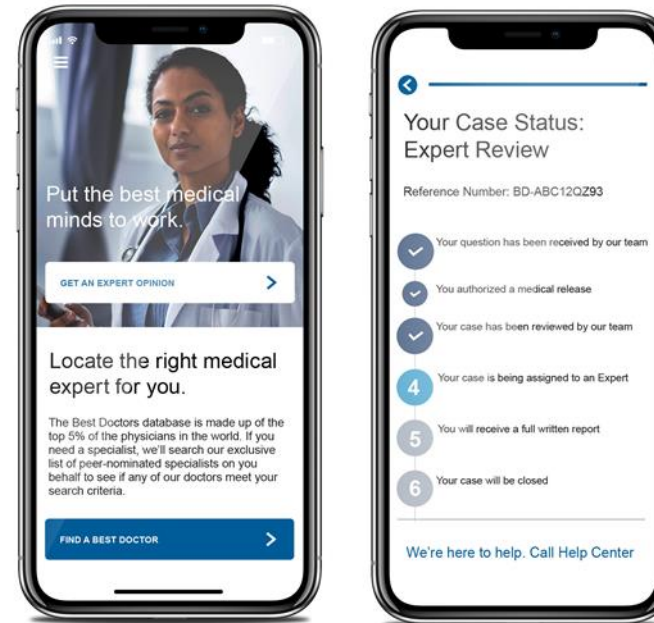 Put the best medical
minds to work.
GET AN EXPERT OPINION
Locate the right medical
expert for you.
The Best Doctors database is made up of the
top 5% of the physicians in the world. If you
need a specialist, we'll search our exclusive
list of peer-nominated specialists on you
behalf to see if any of our doctors meet your
search criteria.
FIND A BEST DOCTOR
Your Case Status:
Expert Review
Reference Number: BD-ABC12QZ93
Your question has been received by our team
You authorized a medical release
Your case has been reviewed by our team
4 Your case is being assigned to an Expert
5 You will receive a full written report
6 Your case will be closed
We're here to help. Call Help Center